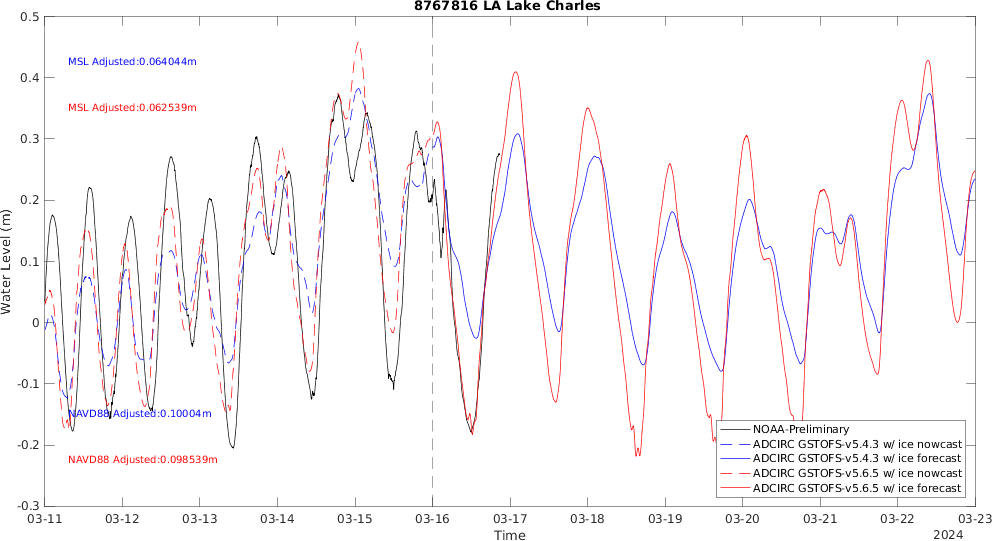 8767816 LA Lake Charles
0.5
0.4
0.3
0.2
0.1
0
-0.1
-0.2
-0.3
Water Level (m)
MSL Adjusted:0.064044m
MSL Adjusted:0.062539m
NAVD88 Adjusted:0.10004m
NAVD88 Adjusted:0.098539m
NOAA-Preliminary
ADCIRC GSTOFS-v5.4.3 w/ ice nowcast
ADCIRC GSTOFS-v5.4.3 w/ ice forecast
ADCIRC GSTOFS-v5.6.5 w/ ice nowcast
ADCIRC GSTOFS-v5.6.5 w/ ice forecast
03-11 03-12 03-13 03-14 03-15 03-16 03-17 03-18 03-19 03-20 03-21 03-22 03-23
Time
2024